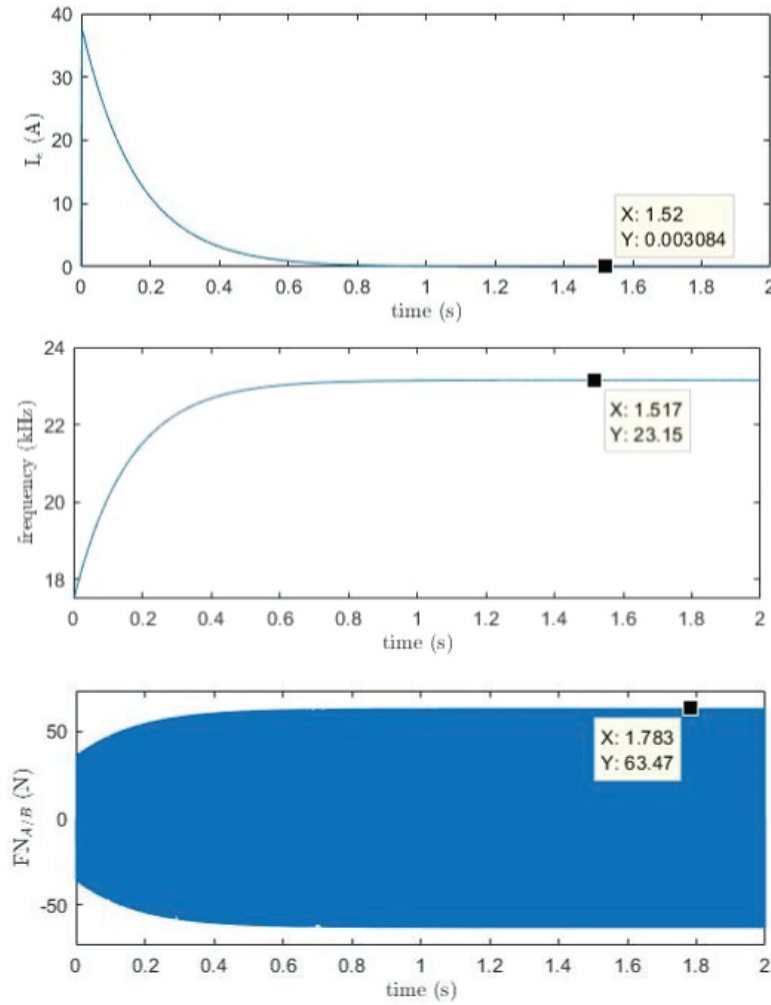 40
30
20
10
0
I_e (A)
X: 1.52
Y: 0.003084
0 0.2 0.4 0.6 0.8 1 1.2 1.4 1.6 1.8 2
time (s)
24
22
20
18
frequency (kHz)
X: 1.517
Y: 23.15
0 0.2 0.4 0.6 0.8 1 1.2 1.4 1.6 1.8 2
time (s)
50
0
-50
FN_{A/B} (N)
X: 1.783
Y: 63.47
0 0.2 0.4 0.6 0.8 1 1.2 1.4 1.6 1.8 2
time (s)